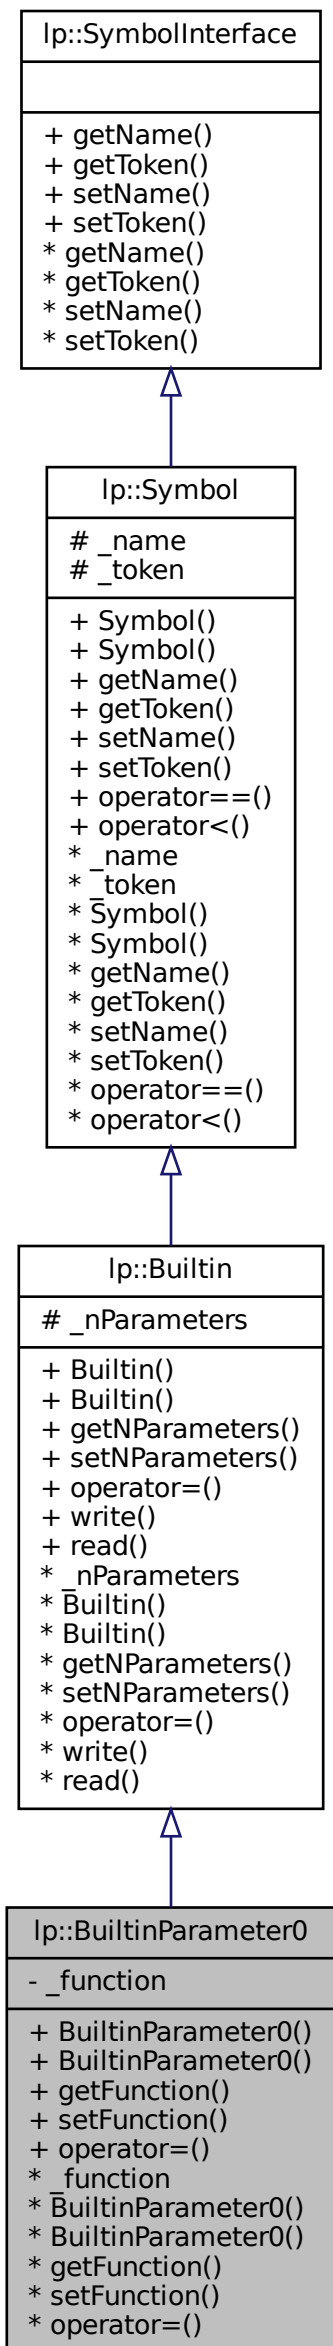 lp::SymbolInterface
+ getName()
+ getToken()
+ setName()
+ setToken()
* getName()
* getToken()
* setName()
* setToken()
lp::Symbol
# _name
# _token
+ Symbol()
+ Symbol()
+ getName()
+ getToken()
+ setName()
+ setToken()
+ operator==()
+ operator<()
* _name
* _token
* Symbol()
* Symbol()
* getName()
* getToken()
* setName()
* setToken()
* operator==()
* operator<()
lp::Builtin
# _nParameters
+ Builtin()
+ Builtin()
+ getNParameters()
+ setNParameters()
+ operator=()
+ write()
+ read()
* _nParameters
* Builtin()
* Builtin()
* getNParameters()
* setNParameters()
* operator=()
* write()
* read()
lp::BuiltinParameter0
- _function
+ BuiltinParameter0()
+ BuiltinParameter0()
+ getFunction()
+ setFunction()
+ operator=()
* _function
* BuiltinParameter0()
* BuiltinParameter0()
* getFunction()
* setFunction()
* operator=()